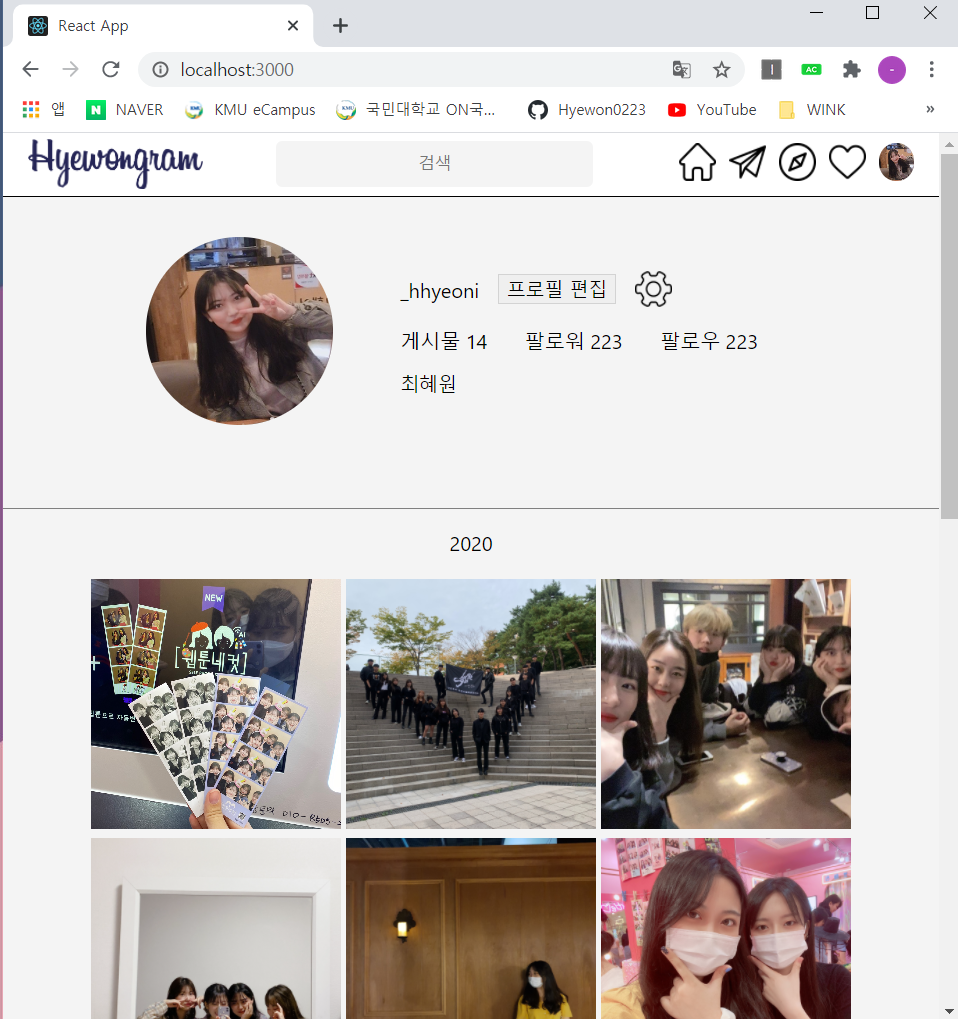 React App
localhost:3000
앱 NAVER KMU eCampus 국민대학교 ON국... Hyewon0223 YouTube WINK »
Hyewongram 검색
_hhyeoni 프로필 편집
게시물 14 팔로워 223 팔로우 223
최혜원
2020
NEW
AI
[웹툰네컷]